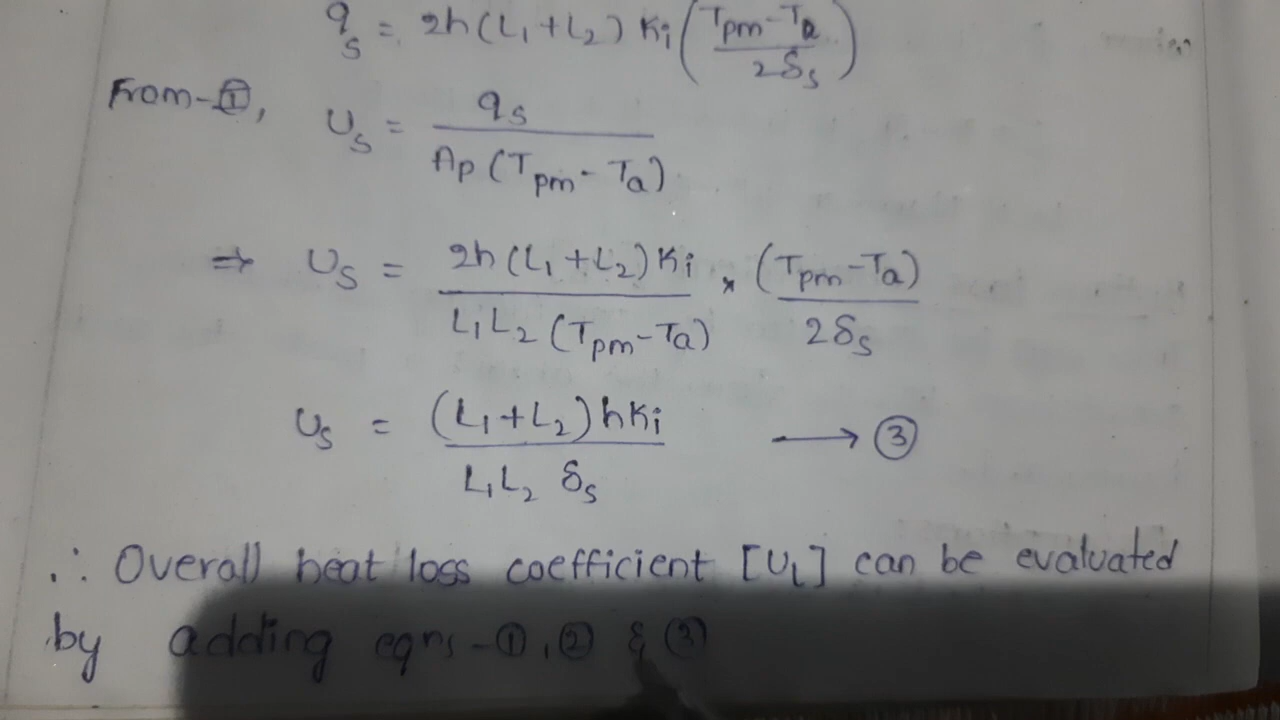 q_s = 2h(L₁+L₂) Ki (Tpm-Ta / 2δs)
From-①, Us = qs / Ap(Tpm-Ta)
⇒ Us = 2h(L₁+L₂)Ki / L₁L₂(Tpm-Ta) × (Tpm-Ta) / 2δs
Us = (L₁+L₂)hKi / L₁L₂ δs → ③
∴ Overall heat loss coefficient [UL] can be evaluated
by adding eqns-①,② & ③